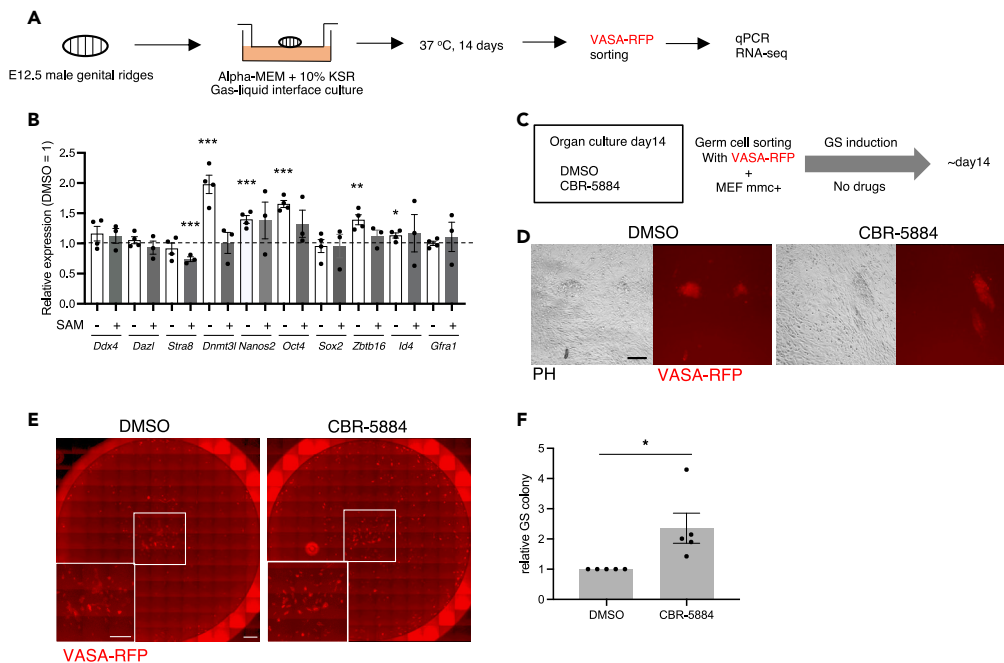 A
E12.5 male genital ridges
Alpha-MEM + 10% KSR
Gas-liquid interface culture
37 ºC, 14 days
VASA-RFP
sorting
qPCR
RNA-seq
B
Relative expression (DMSO = 1)
2.5
2.0
1.5
1.0
0.5
0.0
*** *** *** *** ** *
SAM - + - + - + - + - + - + - + - + - + - +
Ddx4 Dazl Stra8 Dnmt3l Nanos2 Oct4 Sox2 Zbtb16 Id4 Gfra1
C
Organ culture day14
DMSO
CBR-5884
Germ cell sorting
With VASA-RFP
+
MEF mmc+
GS induction
No drugs
~day14
D
DMSO CBR-5884
PH VASA-RFP
E
DMSO CBR-5884
VASA-RFP
F
relative GS colony
5
4
3
2
1
0
*
DMSO CBR-5884